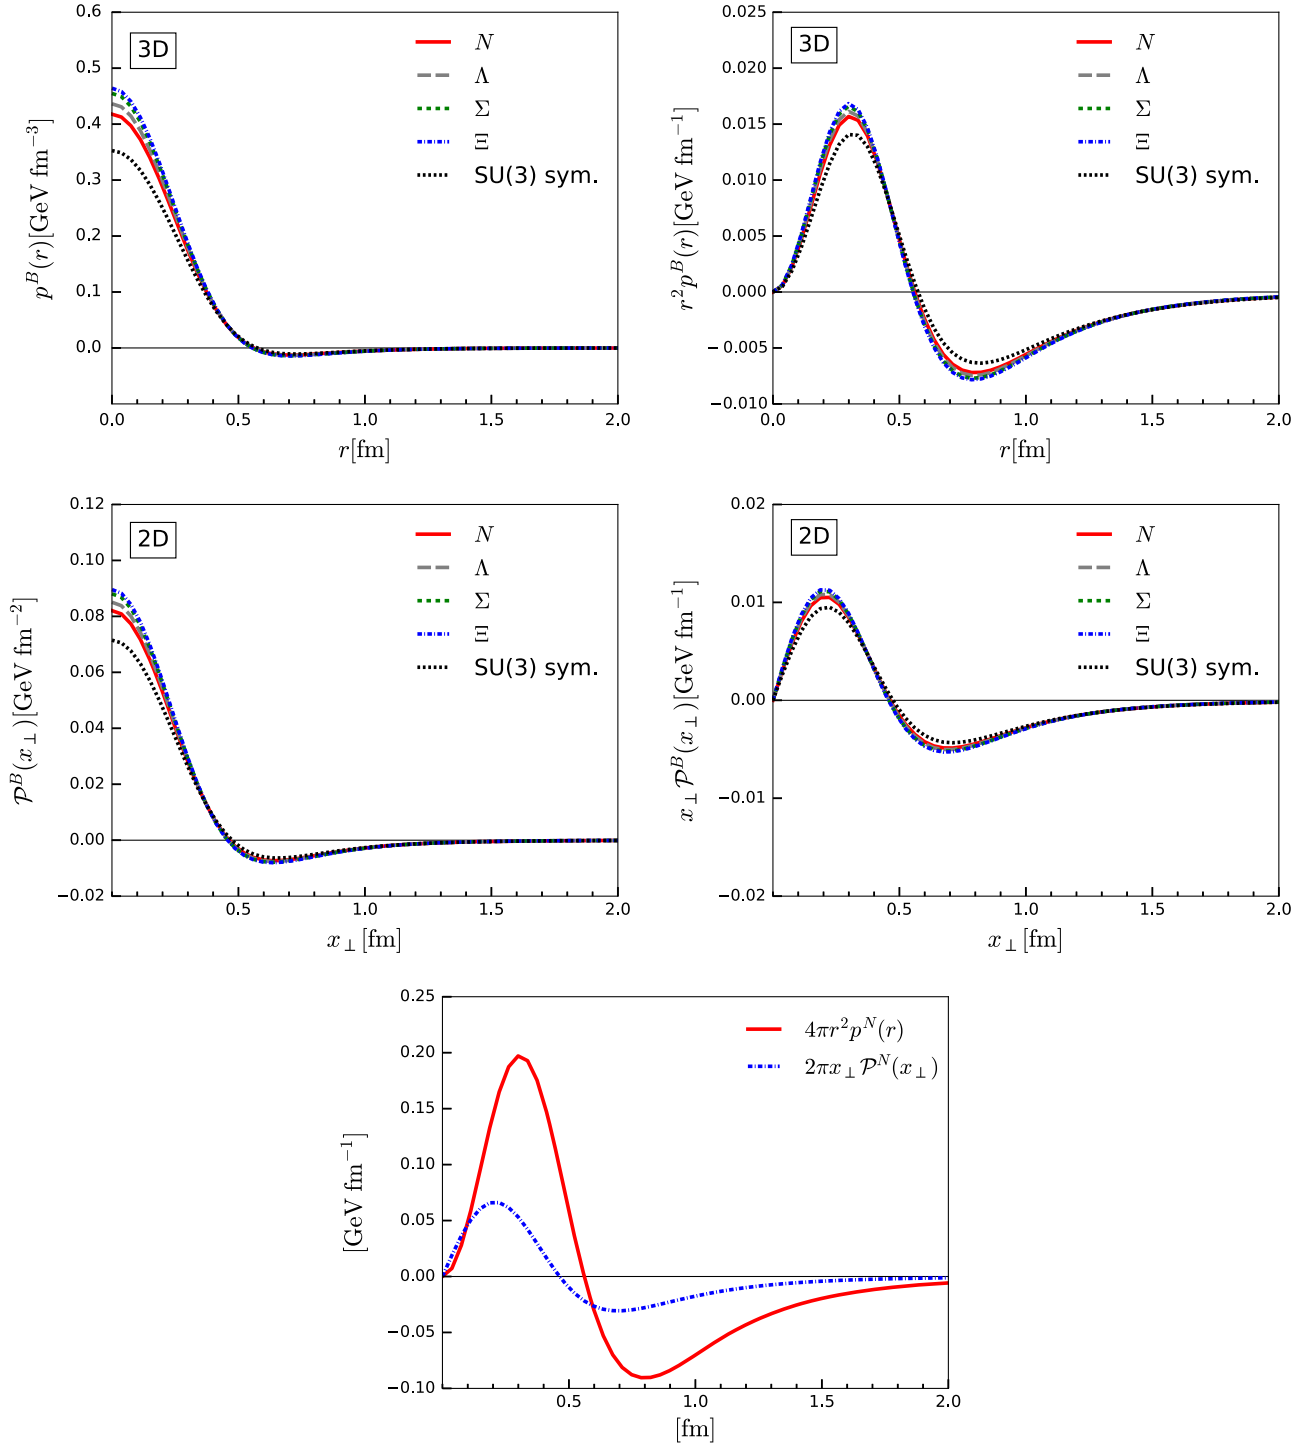 3D
N
Λ
Σ
Ξ
SU(3) sym.
0.6
0.5
0.4
0.3
0.2
0.1
0.0
p^B(r)[GeV fm^−3]
0.0 0.5 1.0 1.5 2.0
r[fm]
3D
N
Λ
Σ
Ξ
SU(3) sym.
0.025
0.020
0.015
0.010
0.005
0.000
−0.005
−0.010
r^2 p^B(r)[GeV fm^−1]
0.0 0.5 1.0 1.5 2.0
r[fm]
2D
N
Λ
Σ
Ξ
SU(3) sym.
0.12
0.10
0.08
0.06
0.04
0.02
0.00
−0.02
𝒫^B(x_⊥)[GeV fm^−2]
0.5 1.0 1.5 2.0
x_⊥[fm]
2D
N
Λ
Σ
Ξ
SU(3) sym.
0.02
0.01
0.00
−0.01
−0.02
x_⊥𝒫^B(x_⊥)[GeV fm^−1]
0.5 1.0 1.5 2.0
x_⊥[fm]
4πr^2 p^N(r)
2πx_⊥𝒫^N(x_⊥)
0.25
0.20
0.15
0.10
0.05
0.00
−0.05
−0.10
[GeV fm^−1]
0.5 1.0 1.5 2.0
[fm]